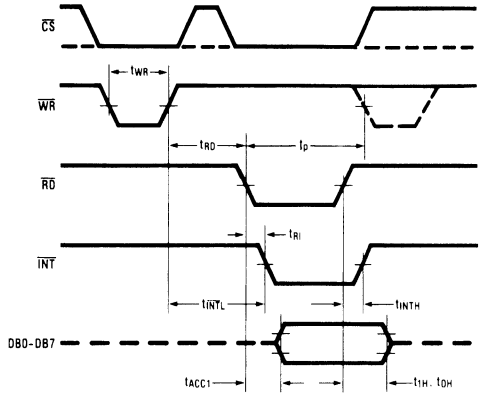 CS
tWR
WR
tRD
tP
RD
tRI
INT
tINTL
tINTH
DB0-DB7
tACC1
t1H, t0H